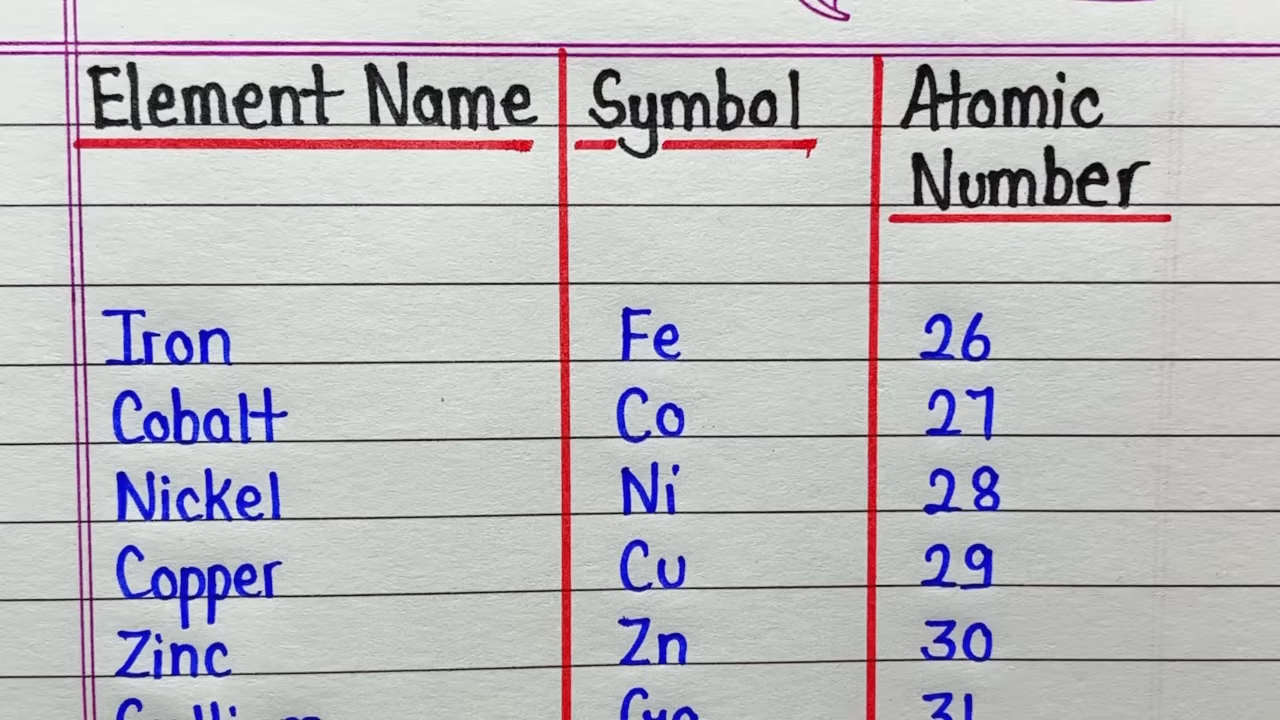 Element Name Symbol Atomic
Number
Iron Fe 26
Cobalt Co 27
Nickel Ni 28
Copper Cu 29
Zinc Zn 30
31